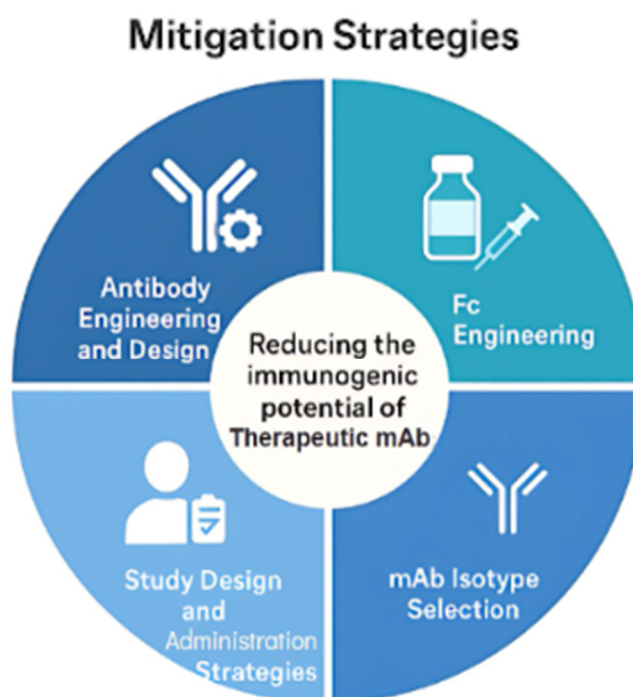 Mitigation Strategies
Antibody
Engineering
and Design
Fc
Engineering
Reducing the
immunogenic
potential of
Therapeutic mAb
Study Design
and
Administration
Strategies
mAb Isotype
Selection